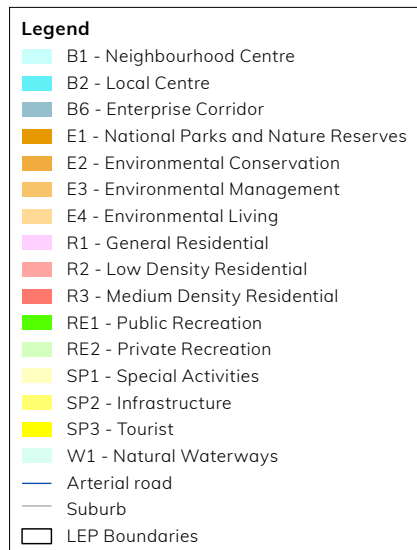 Legend
B1 - Neighbourhood Centre
B2 - Local Centre
B6 - Enterprise Corridor
E1 - National Parks and Nature Reserves
E2 - Environmental Conservation
E3 - Environmental Management
E4 - Environmental Living
R1 - General Residential
R2 - Low Density Residential
R3 - Medium Density Residential
RE1 - Public Recreation
RE2 - Private Recreation
SP1 - Special Activities
SP2 - Infrastructure
SP3 - Tourist
W1 - Natural Waterways
Arterial road
Suburb
LEP Boundaries